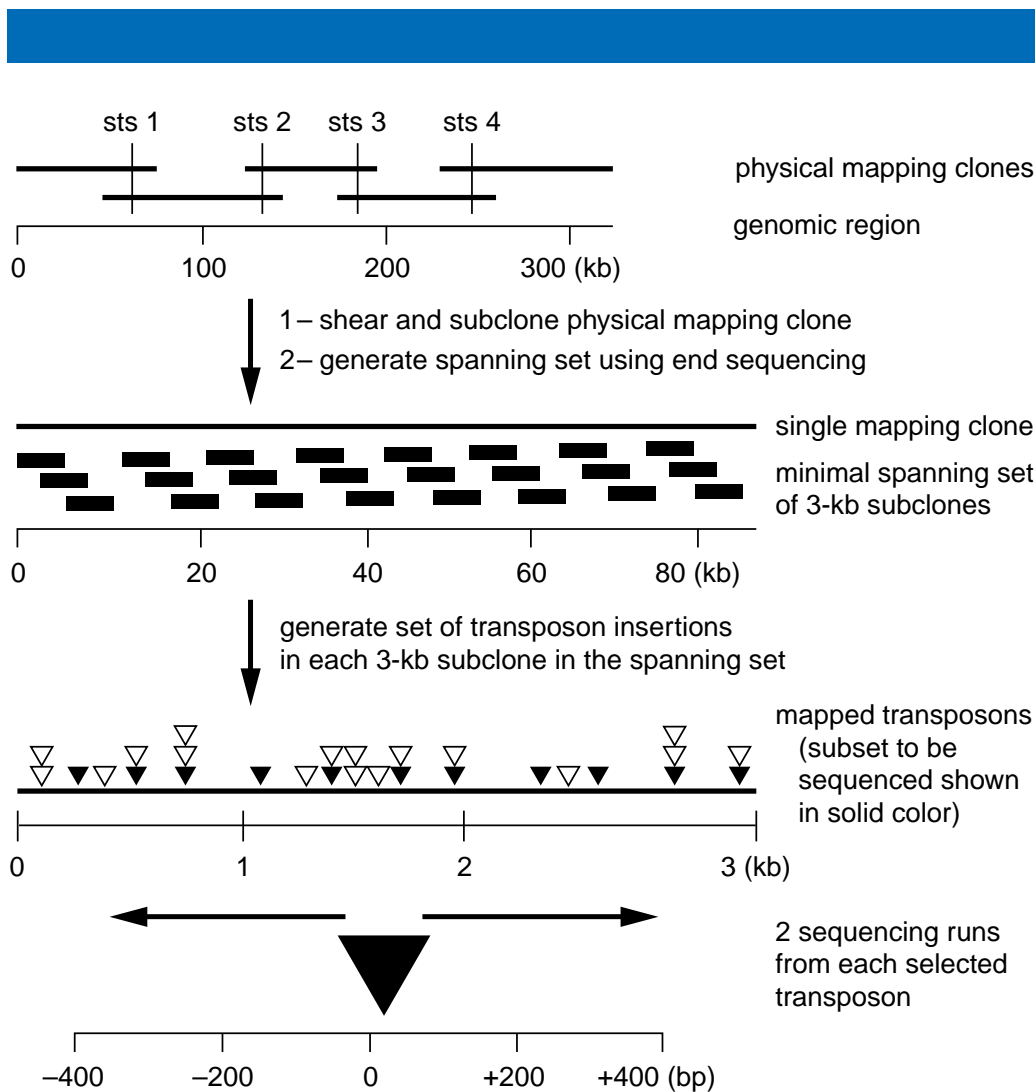 sts 1 sts 2 sts 3 sts 4
physical mapping clones
genomic region
0 100 200 300 (kb)
1– shear and subclone physical mapping clone
2– generate spanning set using end sequencing
single mapping clone
minimal spanning set
of 3-kb subclones
0 20 40 60 80 (kb)
generate set of transposon insertions
in each 3-kb subclone in the spanning set
mapped transposons
(subset to be
sequenced shown
in solid color)
0 1 2 3 (kb)
2 sequencing runs
from each selected
transposon
–400 –200 0 +200 +400 (bp)